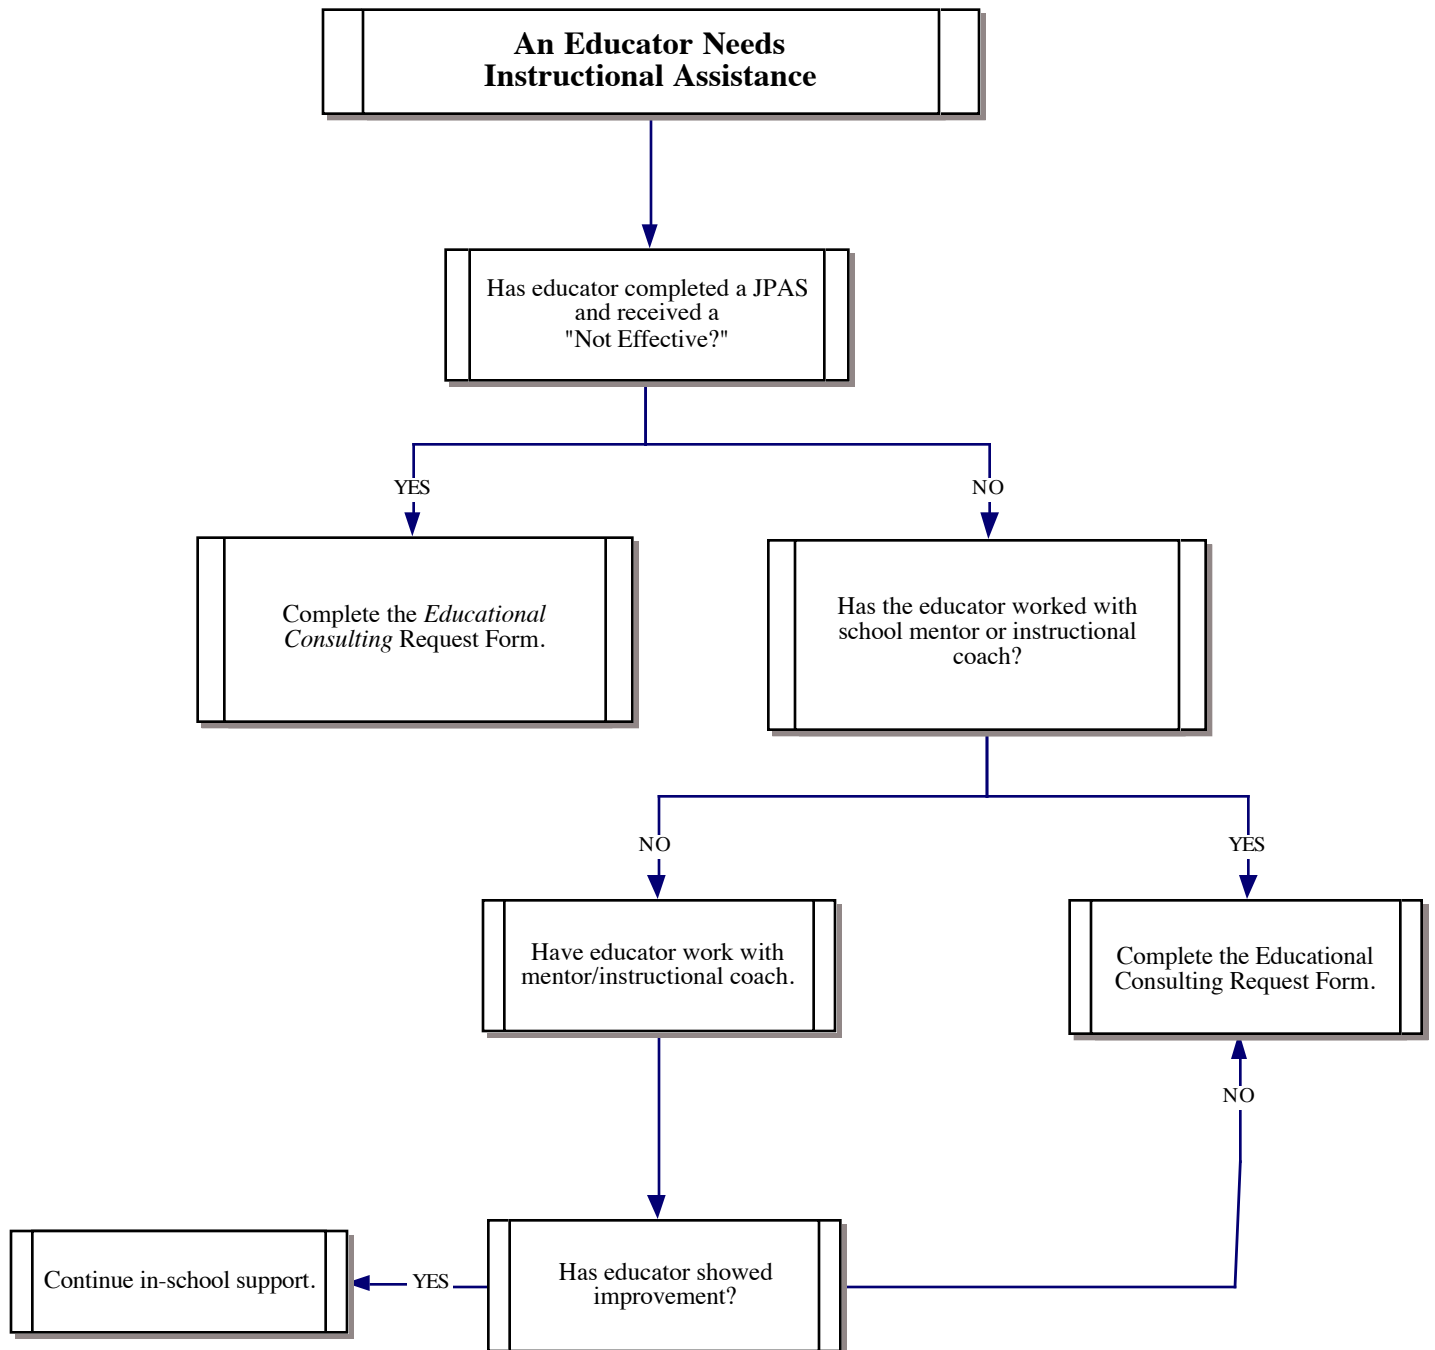 An Educator Needs
Instructional Assistance
Has educator completed a JPAS
and received a
"Not Effective?"
YES
NO
Complete the Educational
Consulting Request Form.
Has the educator worked with
school mentor or instructional
coach?
NO
YES
Have educator work with
mentor/instructional coach.
Complete the Educational
Consulting Request Form.
NO
Continue in-school support.
YES
Has educator showed
improvement?